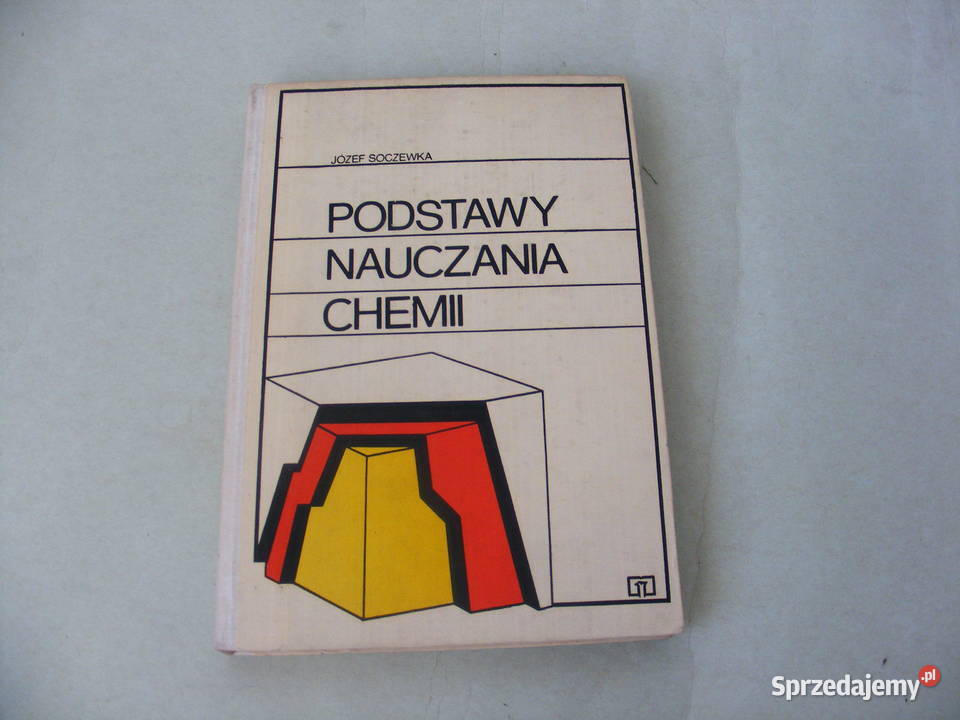 JÓZEF SOCZEWKA
PODSTAWY
NAUCZANIA
CHEMII
Sprzedajemy.pl